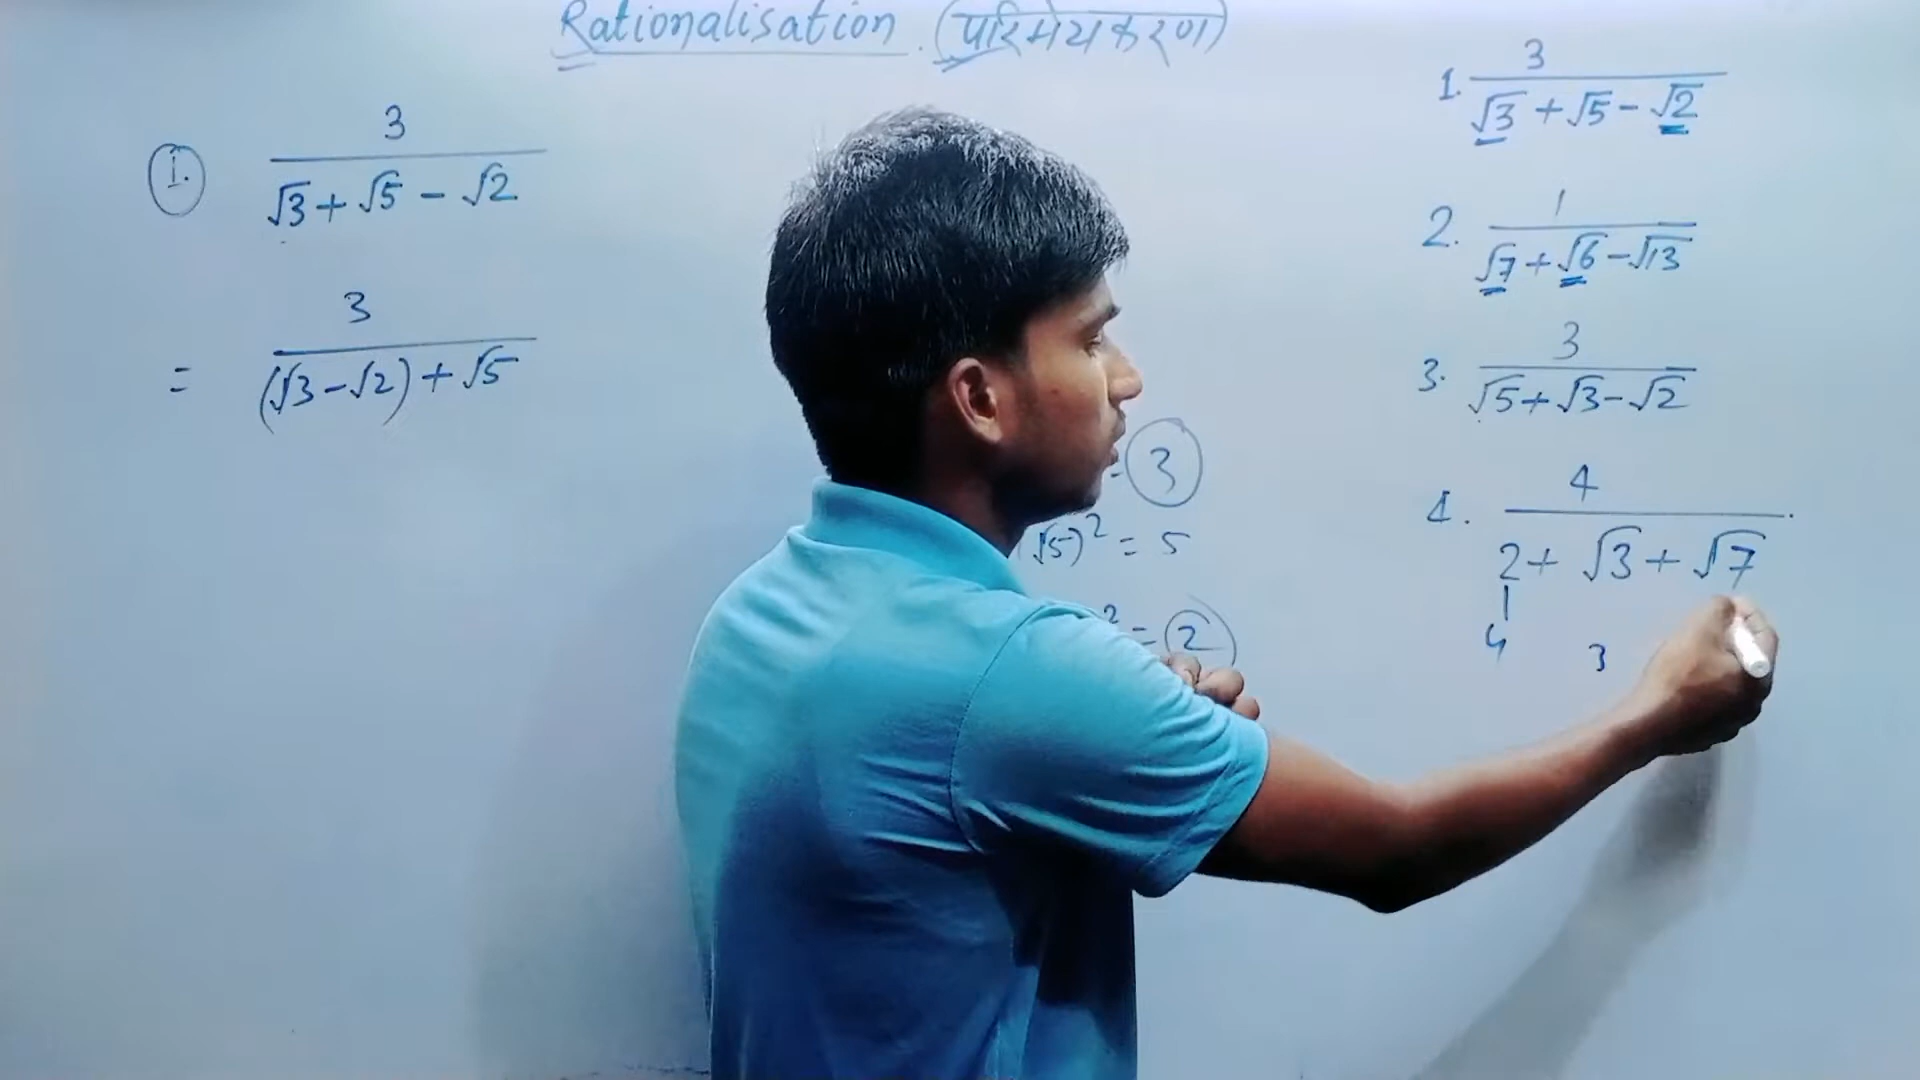 Rationalisation. (परिमेयकरण)
1. 3
√3 + √5 - √2
= 3
(√3 - √2) + √5
= 3
(√5)² = 5
² = 2
1. 3
√3 + √5 - √2
2. 1
√7 + √6 - √13
3. 3
√5 + √3 - √2
4. 4
2 + √3 + √7
4 3